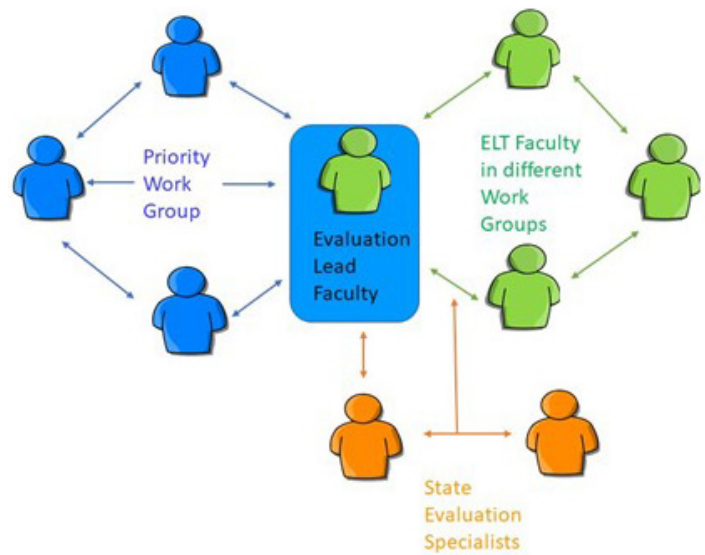 Priority
Work
Group
Evaluation
Lead
Faculty
ELT Faculty
in different
Work
Groups
State
Evaluation
Specialists